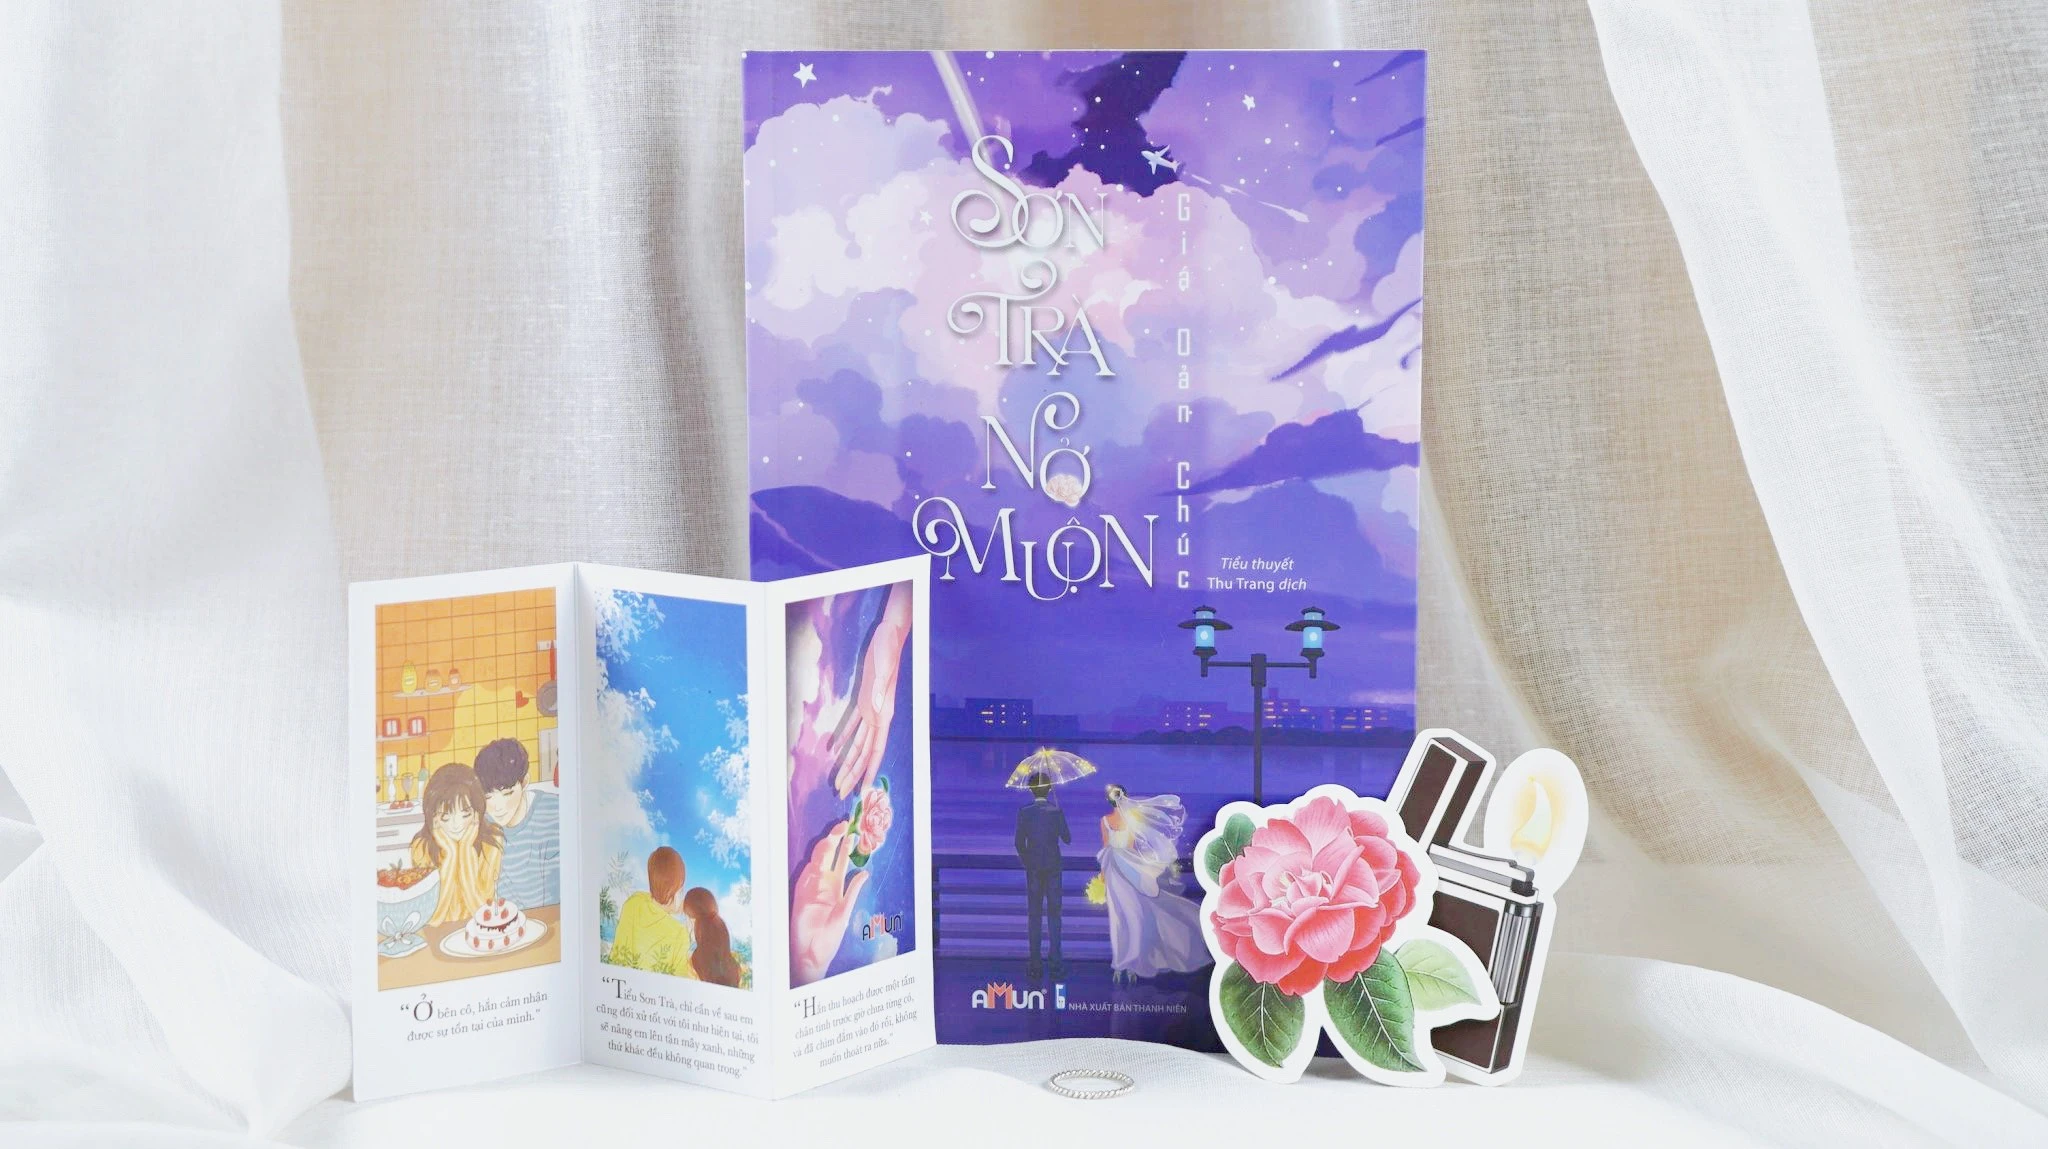 SƠN
TRÀ
NỞ
MUỘN
Giá Oản Chúc
Tiểu thuyết
Thu Trang dịch
AMUN
NHÀ XUẤT BẢN THANH NIÊN
“Ở bên cô, hắn cảm nhận
được sự tồn tại của mình.”
“Tiểu Sơn Trà, chỉ cần về sau em
cũng đối xử tốt với tôi như hiện tại, tôi
sẽ nâng em lên tận mây xanh, những
thứ khác đều không quan trọng.”
AMUN
“Hắn thu hoạch được một tấm
chân tình trước giờ chưa từng có,
và đã chìm đắm vào đó rồi, không
muốn thoát ra nữa.”